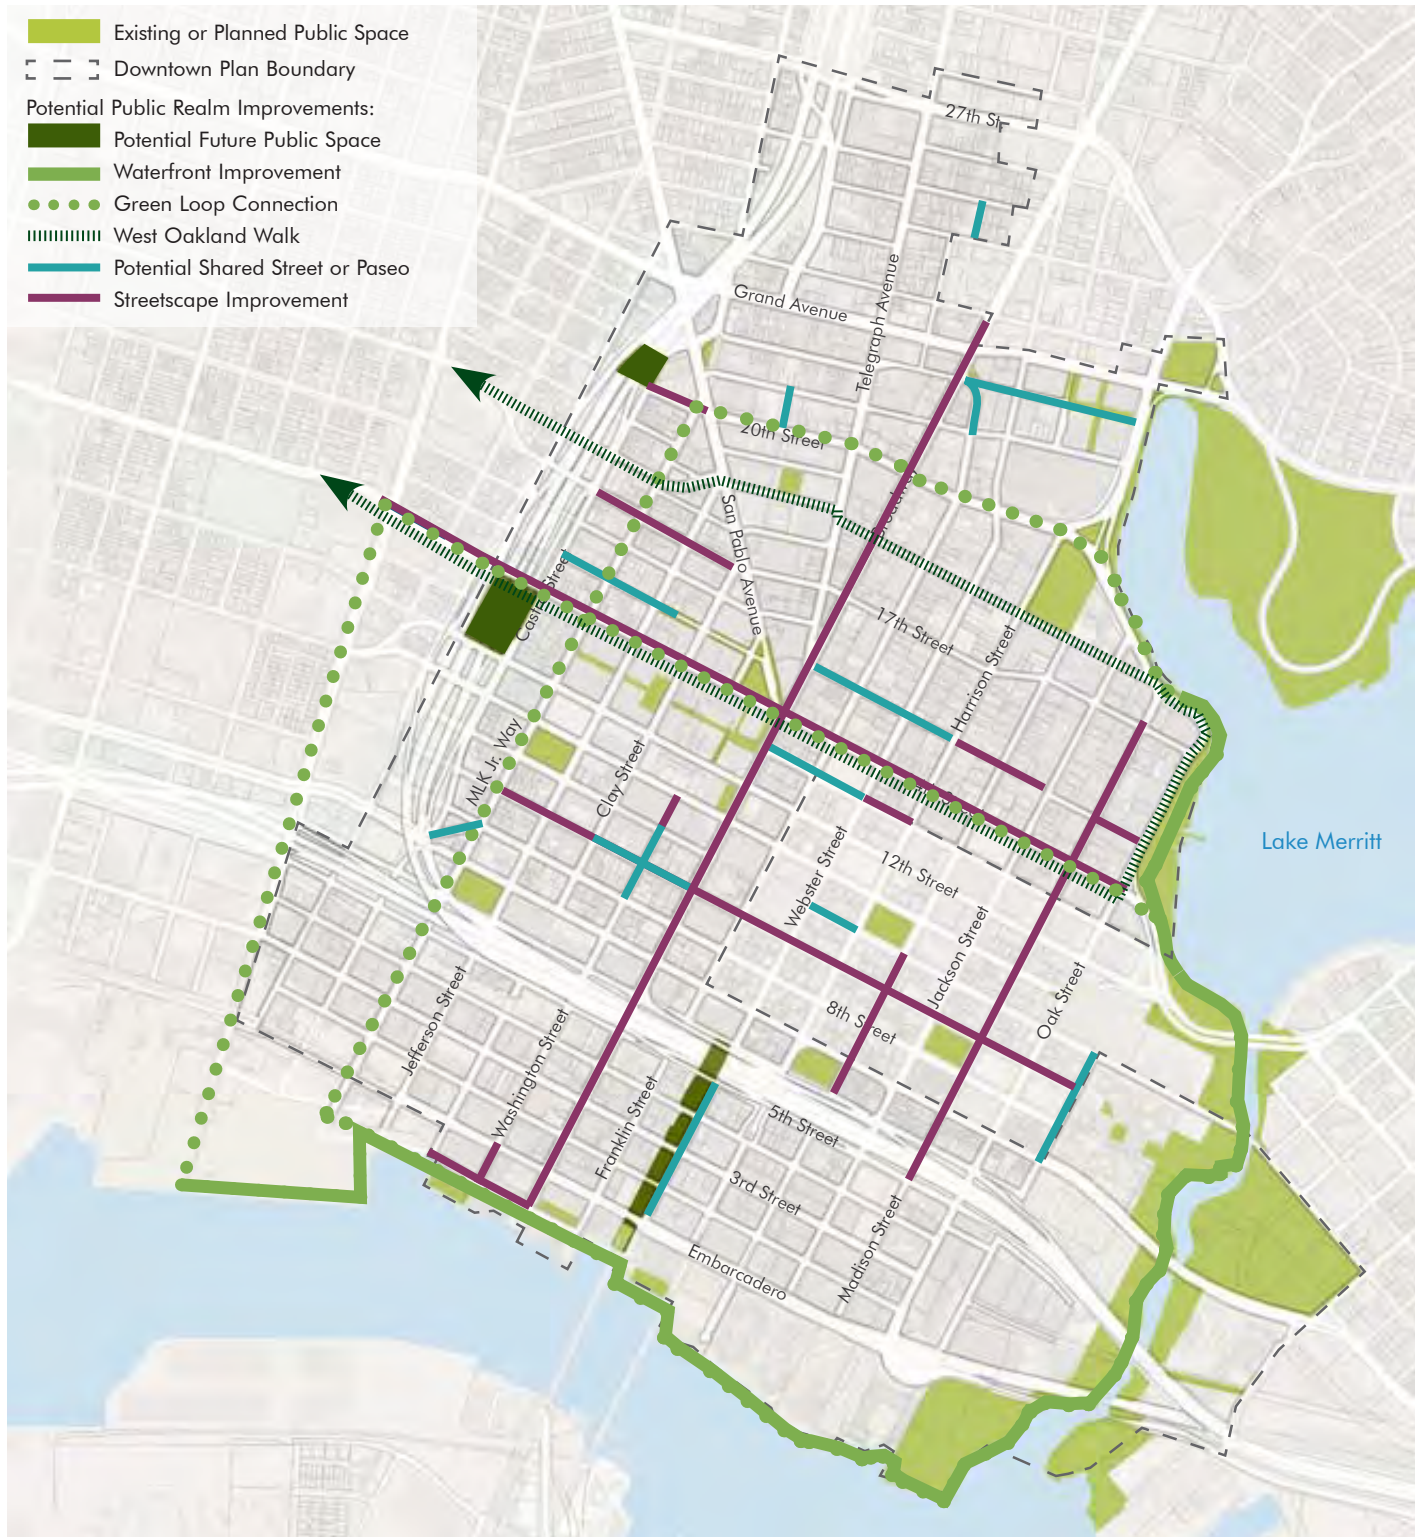 Existing or Planned Public Space
Downtown Plan Boundary
Potential Public Realm Improvements:
Potential Future Public Space
Waterfront Improvement
Green Loop Connection
West Oakland Walk
Potential Shared Street or Paseo
Streetscape Improvement
27th St.
Grand Avenue
Telegraph Avenue
20th Street
San Pablo Avenue
Street
17th Street
Harrison Street
MLK Jr. Way
Clay Street
Lake Merritt
Webster Street
12th Street
Jackson Street
Oak Street
8th Street
Jefferson Street
Washington Street
Franklin Street
5th Street
3rd Street
Madison Street
Embarcadero